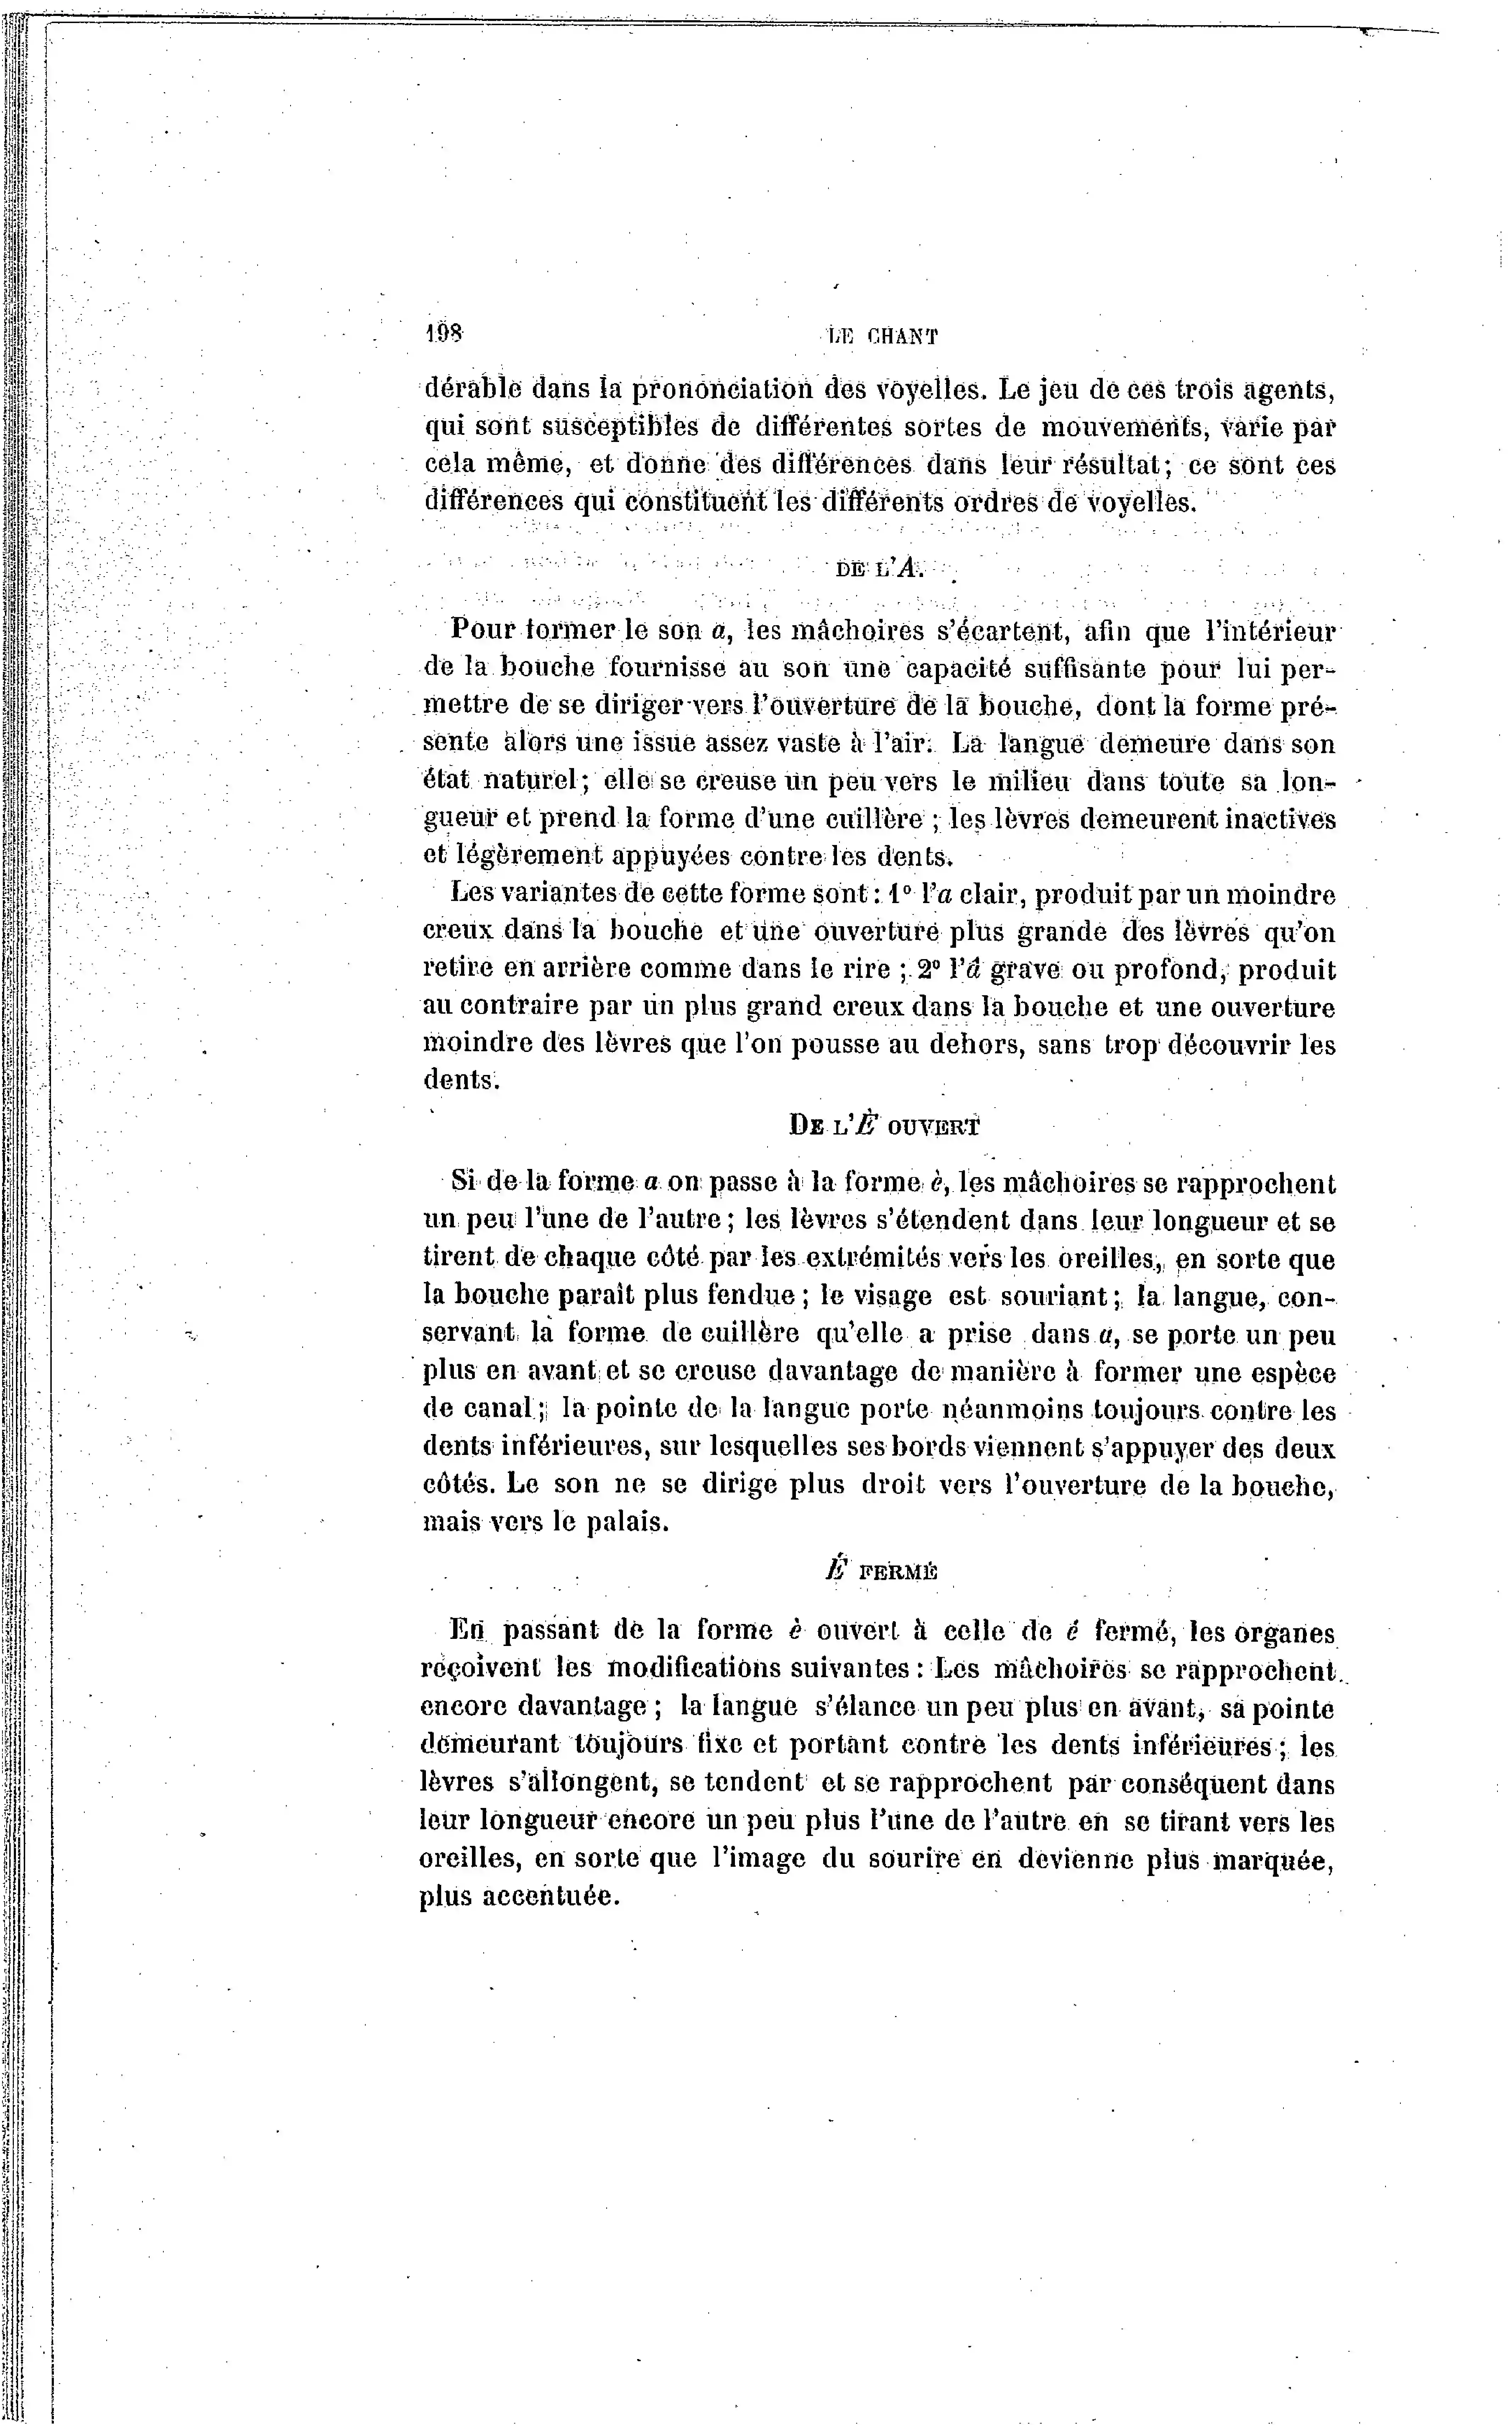 198
LE CHANT
dérable dans la prononciation des voyelles. Le jeu de ces trois agents,
qui sont susceptibles de différentes sortes de mouvements, varie par
cela même, et donne des différences dans leur résultat; ce sont ces
différences qui constituent les différents ordres de voyelles.
DE L'A.
Pour former le son a, les mâchoires s'écartent, afin que l'intérieur
de la bouche fournisse au son une capacité suffisante pour lui per-
mettre de se diriger vers l'ouverture de la bouche, dont la forme pré-
sente alors une issue assez vaste à l'air. La langue demeure dans son
état naturel; elle se creuse un peu vers le milieu dans toute sa lon-
gueur et prend la forme d'une cuillère ; les lèvres demeurent inactives
et légèrement appuyées contre les dents.
Les variantes de cette forme sont : 1° l'a clair, produit par un moindre
creux dans la bouche et une ouverture plus grande des lèvres qu'on
retire en arrière comme dans le rire ; 2° l'â grave ou profond, produit
au contraire par un plus grand creux dans la bouche et une ouverture
moindre des lèvres que l'on pousse au dehors, sans trop découvrir les
dents.
DE L'È OUVERT
Si de la forme a on passe à la forme è, les mâchoires se rapprochent
un peu l'une de l'autre; les lèvres s'étendent dans leur longueur et se
tirent de chaque côté par les extrémités vers les oreilles, en sorte que
la bouche paraît plus fendue; le visage est souriant; la langue, con-
servant la forme de cuillère qu'elle a prise dans a, se porte un peu
plus en avant et se creuse davantage de manière à former une espèce
de canal; la pointe de la langue porte néanmoins toujours contre les
dents inférieures, sur lesquelles ses bords viennent s'appuyer des deux
côtés. Le son ne se dirige plus droit vers l'ouverture de la bouche,
mais vers le palais.
É FERMÉ
En passant de la forme è ouvert à celle de é fermé, les organes
reçoivent les modifications suivantes : Les mâchoires se rapprochent
encore davantage ; la langue s'élance un peu plus en avant, sa pointe
demeurant toujours fixe et portant contre les dents inférieures; les
lèvres s'allongent, se tendent et se rapprochent par conséquent dans
leur longueur encore un peu plus l'une de l'autre en se tirant vers les
oreilles, en sorte que l'image du sourire en devienne plus marquée,
plus accentuée.